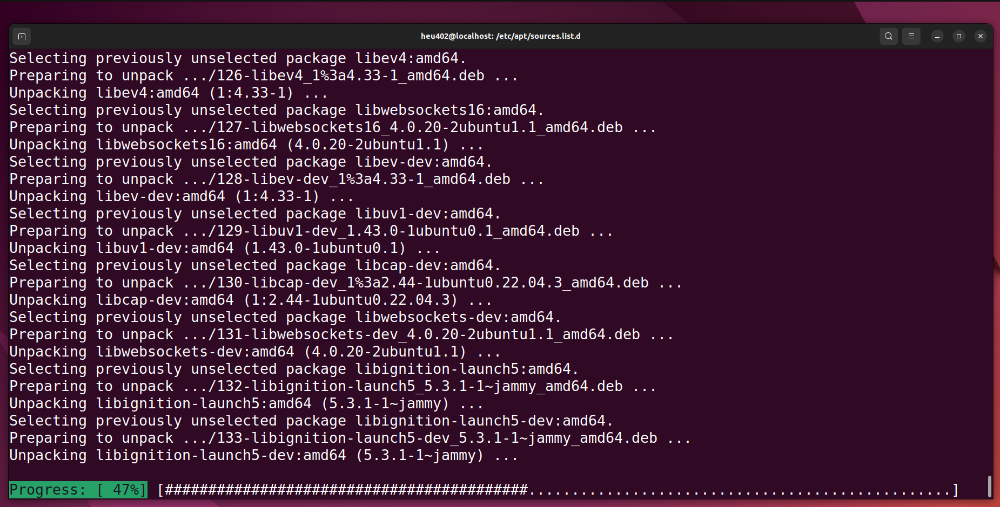 heu402@localhost: /etc/apt/sources.list.d
Selecting previously unselected package libev4:amd64.
Preparing to unpack .../126-libev4_1%3a4.33-1_amd64.deb ...
Unpacking libev4:amd64 (1:4.33-1) ...
Selecting previously unselected package libwebsockets16:amd64.
Preparing to unpack .../127-libwebsockets16_4.0.20-2ubuntu1.1_amd64.deb ...
Unpacking libwebsockets16:amd64 (4.0.20-2ubuntu1.1) ...
Selecting previously unselected package libev-dev:amd64.
Preparing to unpack .../128-libev-dev_1%3a4.33-1_amd64.deb ...
Unpacking libev-dev:amd64 (1:4.33-1) ...
Selecting previously unselected package libuv1-dev:amd64.
Preparing to unpack .../129-libuv1-dev_1.43.0-1ubuntu0.1_amd64.deb ...
Unpacking libuv1-dev:amd64 (1.43.0-1ubuntu0.1) ...
Selecting previously unselected package libcap-dev:amd64.
Preparing to unpack .../130-libcap-dev_1%3a2.44-1ubuntu0.22.04.3_amd64.deb ...
Unpacking libcap-dev:amd64 (1:2.44-1ubuntu0.22.04.3) ...
Selecting previously unselected package libwebsockets-dev:amd64.
Preparing to unpack .../131-libwebsockets-dev_4.0.20-2ubuntu1.1_amd64.deb ...
Unpacking libwebsockets-dev:amd64 (4.0.20-2ubuntu1.1) ...
Selecting previously unselected package libignition-launch5:amd64.
Preparing to unpack .../132-libignition-launch5_5.3.1-1~jammy_amd64.deb ...
Unpacking libignition-launch5:amd64 (5.3.1-1~jammy) ...
Selecting previously unselected package libignition-launch5-dev:amd64.
Preparing to unpack .../133-libignition-launch5-dev_5.3.1-1~jammy_amd64.deb ...
Unpacking libignition-launch5-dev:amd64 (5.3.1-1~jammy) ...
Progress: [ 47%] [##########################################.................................................]